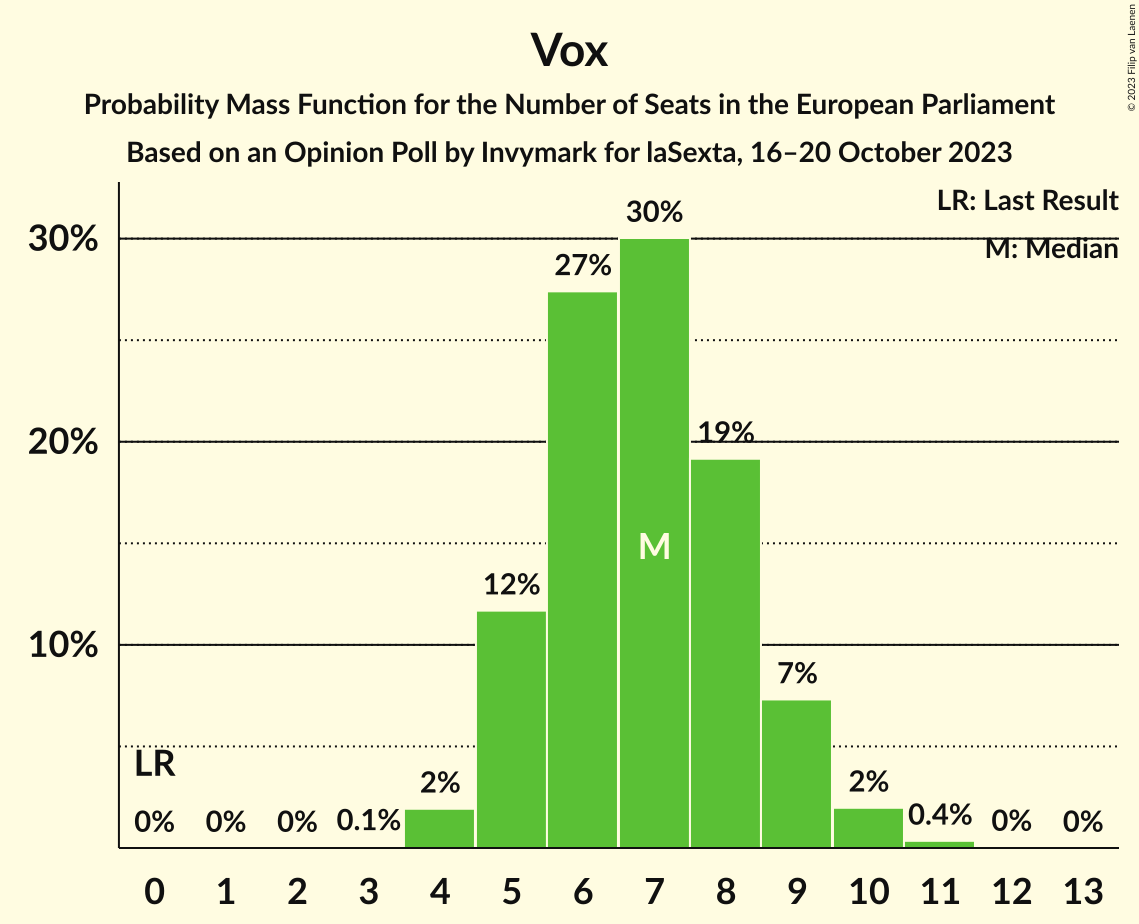 Vox
Probability Mass Function for the Number of Seats in the European Parliament
Based on an Opinion Poll by Invymark for laSexta, 16–20 October 2023
© 2023 Filip van Laenen
LR: Last Result
M: Median
30%
20%
10%
30%
27%
19%
M
12%
7%
LR
2%
2%
0% 0% 0% 0.1% 0.4% 0% 0%
0 1 2 3 4 5 6 7 8 9 10 11 12 13